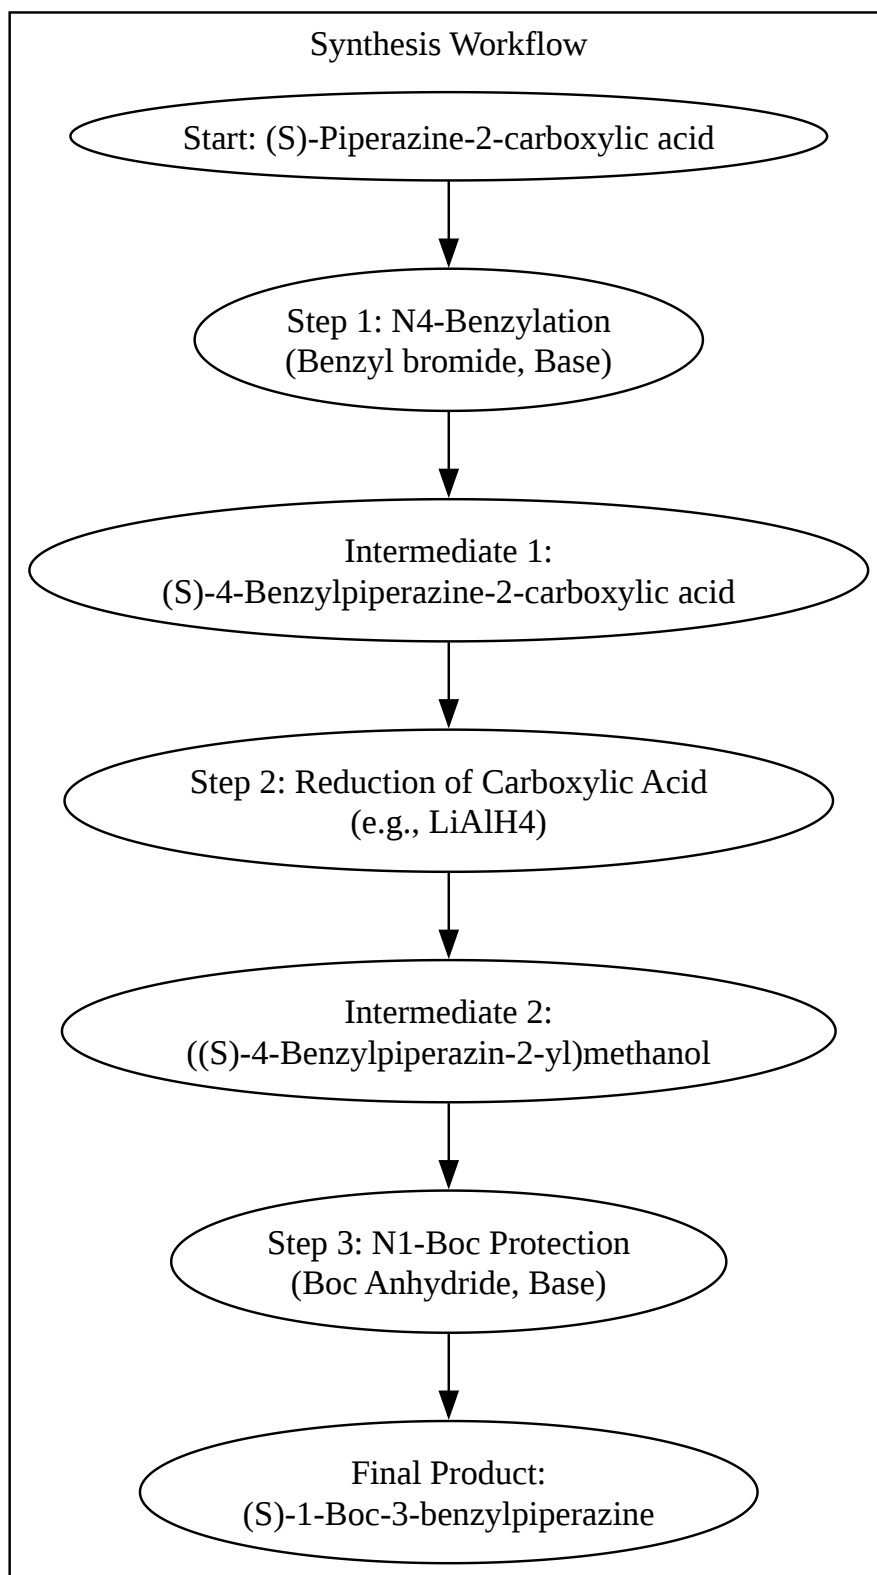 Synthesis Workflow
Start: (S)-Piperazine-2-carboxylic acid
Step 1: N4-Benzylation
(Benzyl bromide, Base)
Intermediate 1:
(S)-4-Benzylpiperazine-2-carboxylic acid
Step 2: Reduction of Carboxylic Acid
(e.g., LiAlH4)
Intermediate 2:
((S)-4-Benzylpiperazin-2-yl)methanol
Step 3: N1-Boc Protection
(Boc Anhydride, Base)
Final Product:
(S)-1-Boc-3-benzylpiperazine